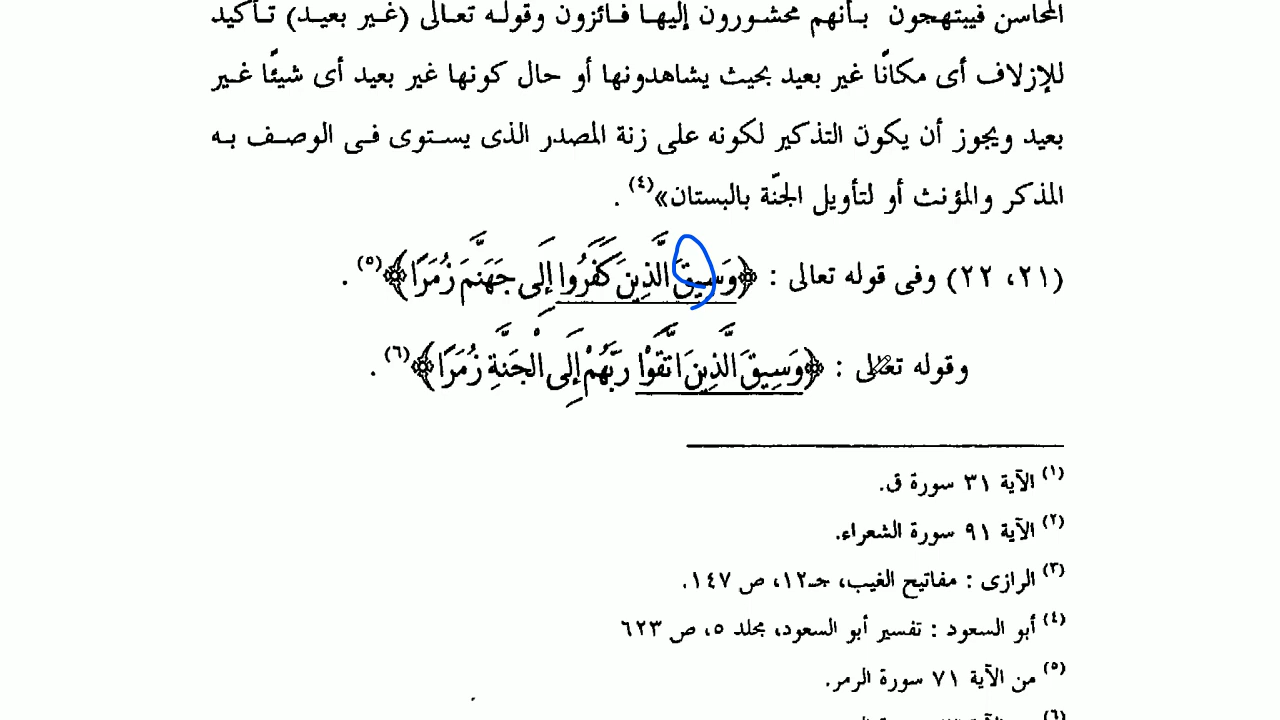 المحاسن فيبتهجون بأنهم محشورون إليها فائزون وقوله تعالى (غير بعيد) تأكيد
للإزلاف أى مكانًا غير بعيد بحيث يشاهدونها أو حال كونها غير بعيد أى شيئًا غير
بعيد ويجوز أن يكون التذكير لكونه على زنة المصدر الذى يستوى فى الوصف به
المذكر والمؤنث أو لتأويل الجنّة بالبستان»(٤) .
(٢١، ٢٢) وفى قوله تعالى : ﴿وَسِيقَ الَّذِينَ كَفَرُوا إِلَى جَهَنَّمَ زُمَرًا﴾(٥) .
وقوله تعالى : ﴿وَسِيقَ الَّذِينَ اتَّقَوْا رَبَّهُمْ إِلَى الْجَنَّةِ زُمَرًا﴾(٦) .
(١) الآية ٣١ سورة ق.
(٢) الآية ٩١ سورة الشعراء.
(٣) الرازى : مفاتيح الغيب، جـ١٢، ص ١٤٧.
(٤) أبو السعود : تفسير أبو السعود، مجلد ٥، ص ٦٢٣
(٥) من الآية ٧١ سورة الرمر.
(٦)